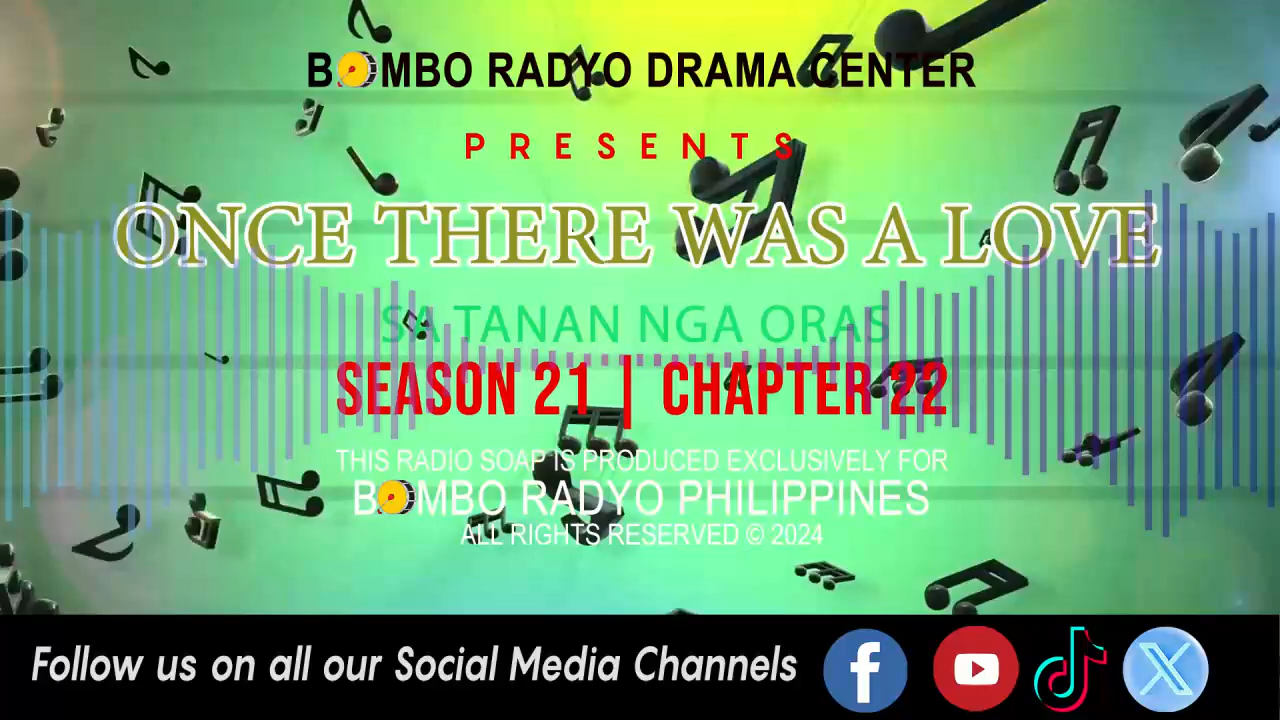 BOMBO RADYO DRAMA CENTER
PRESENTS
ONCE THERE WAS A LOVE
SA TANAN NGA ORAS
SEASON 21 | CHAPTER 22
THIS RADIO SOAP IS PRODUCED EXCLUSIVELY FOR
BOMBO RADYO PHILIPPINES
ALL RIGHTS RESERVED © 2024
Follow us on all our Social Media Channels